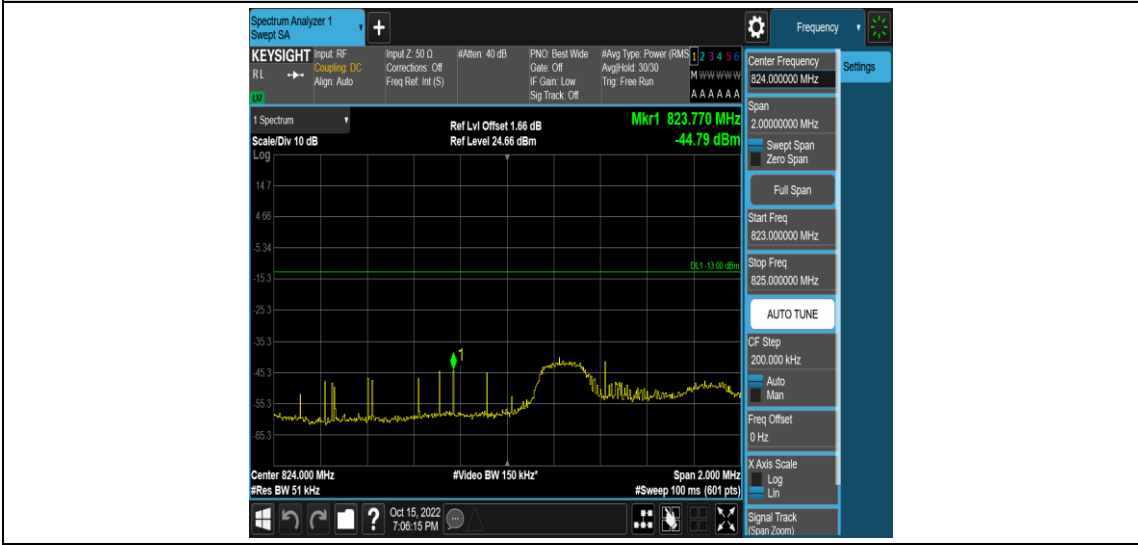 Spectrum Analyzer 1
Swept SA
+
Frequency
KEYSIGHT
RL
LM
Input: RF
Coupling: DC
Align: Auto
Input Z: 50 Ω
Corrections: Off
Freq Ref: Int (S)
#Atten: 40 dB
PNO: Best Wide
Gate: Off
IF Gain: Low
Sig Track: Off
#Avg Type: Power (RMS
Avg|Hold: 30/30
Trig: Free Run
1 2 3 4 5 6
M W W W W W
A A A A A A
1 Spectrum
Scale/Div 10 dB
Log
Ref Lvl Offset 1.66 dB
Ref Level 24.66 dBm
Mkr1 823.770 MHz
-44.79 dBm
14.7
4.66
-5.34
DL1 -13.00 dBm
-15.3
-25.3
-35.3
1
-45.3
-55.3
-65.3
Center 824.000 MHz
#Video BW 150 kHz*
Span 2.000 MHz
#Res BW 51 kHz
#Sweep 100 ms (601 pts)
Oct 15, 2022
7:06:15 PM
?
Center Frequency
824.000000 MHz
Settings
Span
2.00000000 MHz
Swept Span
Zero Span
Full Span
Start Freq
823.000000 MHz
Stop Freq
825.000000 MHz
AUTO TUNE
CF Step
200.000 kHz
Auto
Man
Freq Offset
0 Hz
X Axis Scale
Log
Lin
Signal Track
(Span Zoom)